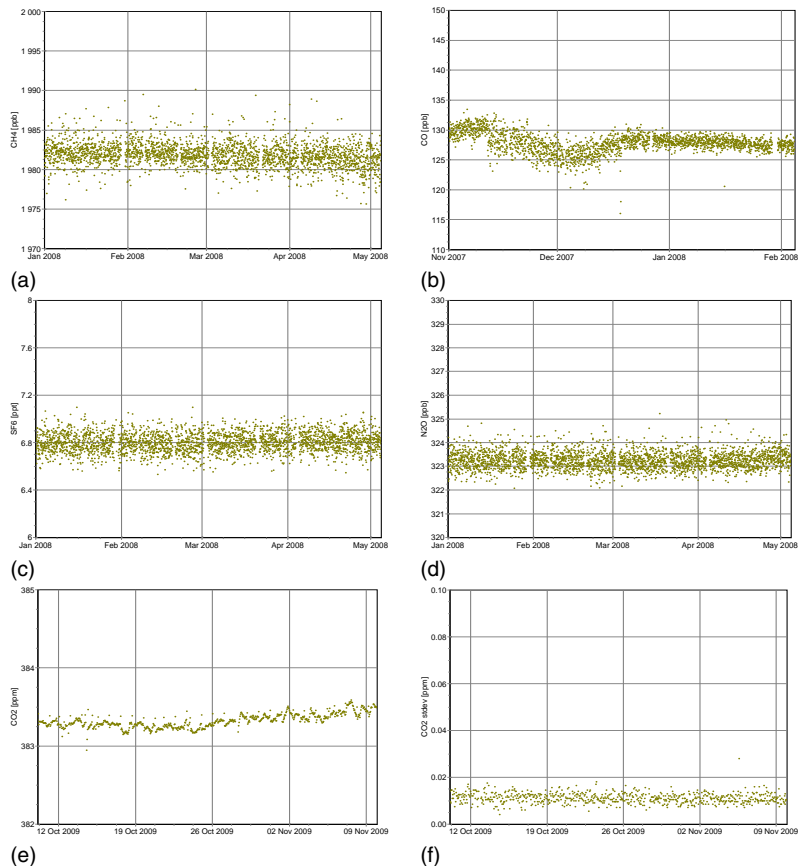 2 000
1 995
1 990
1 985
1 980
1 975
1 970
CH4 [ppb]
Jan 2008 Feb 2008 Mar 2008 Apr 2008 May 2008
(a)
150
145
140
135
130
125
120
115
110
CO [ppb]
Nov 2007 Dec 2007 Jan 2008 Feb 2008
(b)
8
7.6
7.2
6.8
6.4
6
SF6 [ppt]
Jan 2008 Feb 2008 Mar 2008 Apr 2008 May 2008
(c)
330
329
328
327
326
325
324
323
322
321
320
N2O [ppb]
Jan 2008 Feb 2008 Mar 2008 Apr 2008 May 2008
(d)
385
384
383
382
CO2 [ppm]
12 Oct 2009 19 Oct 2009 26 Oct 2009 02 Nov 2009 09 Nov 2009
(e)
0.10
0.08
0.06
0.04
0.02
0.00
CO2 stdev [ppm]
12 Oct 2009 19 Oct 2009 26 Oct 2009 02 Nov 2009 09 Nov 2009
(f)